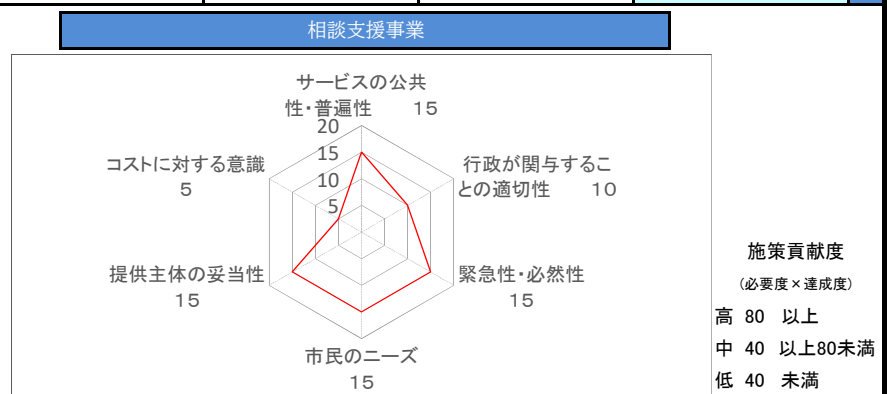 相談支援事業
サービスの公共
性・普遍性　15
20
15
10
5
コストに対する意識
5
行政が関与するこ
との適切性　10
提供主体の妥当性
15
緊急性・必然性
15
市民のニーズ
15
施策貢献度
(必要度×達成度)
高 80 以上
中 40 以上80未満
低 40 未満